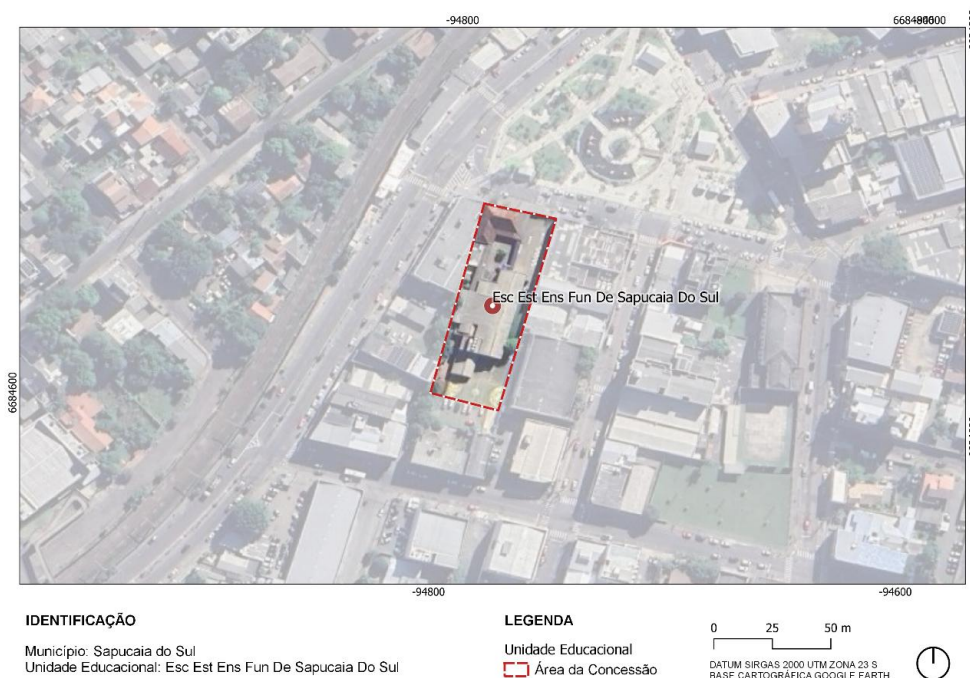 -94800
6684600
Esc Est Ens Fun De Sapucaia Do Sul
-94800
-94600
IDENTIFICAÇÃO
Município: Sapucaia do Sul
Unidade Educacional: Esc Est Ens Fun De Sapucaia Do Sul
LEGENDA
Unidade Educacional
Área da Concessão
0 25 50 m
DATUM SIRGAS 2000 UTM ZONA 23 S
BASE CARTOGRÁFICA GOOGLE EARTH